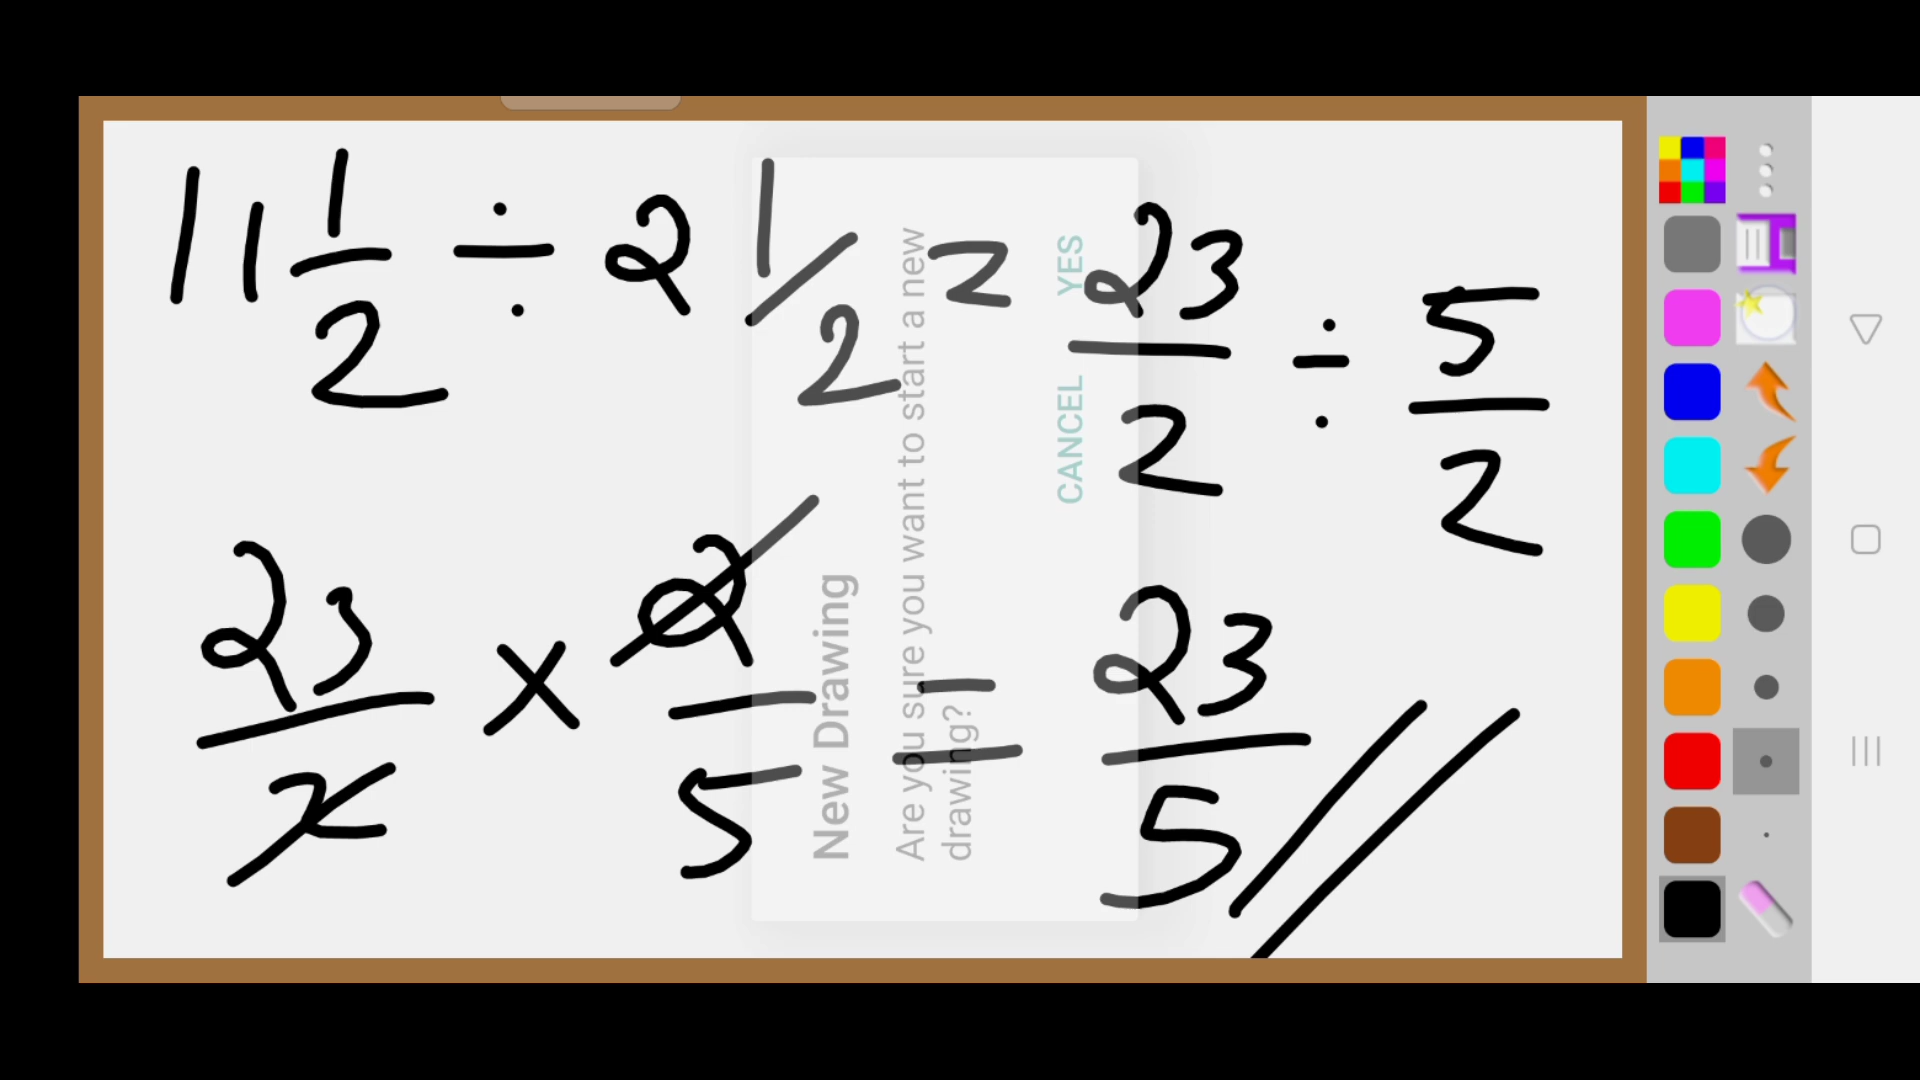 11 1/2 ÷ 2 1/2 = 23/2 ÷ 5/2
23/2 × 2/5 = 23/5 //
New Drawing
Are you sure you want to start a new
drawing?
CANCEL YES